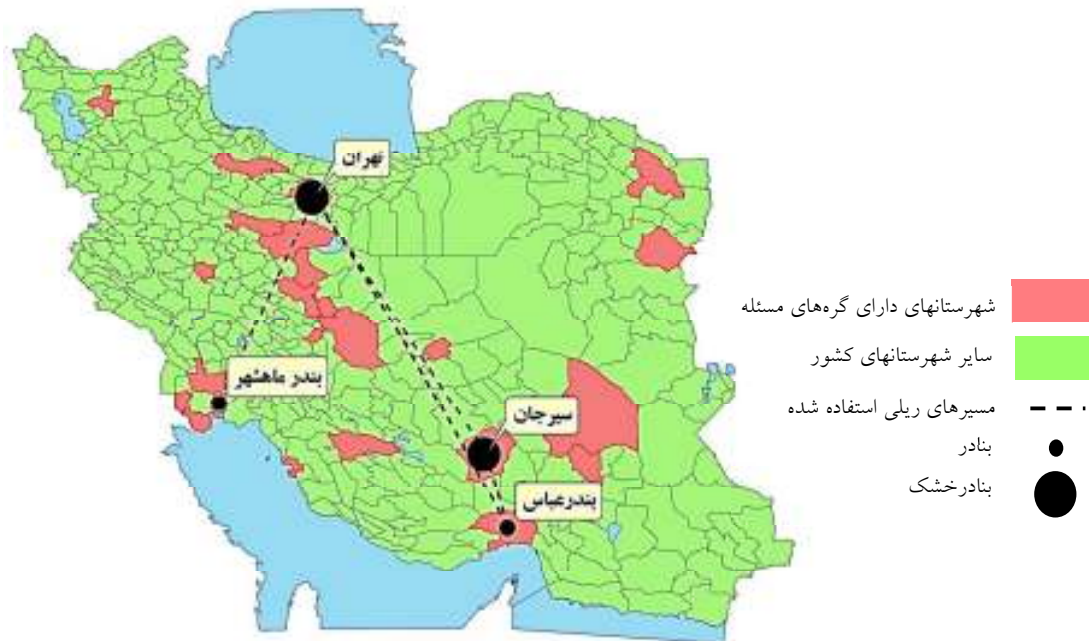 تهران
بندر ماهشهر
سیرجان
بندرعباس
شهرستانهای دارای گره‌های مسئله
سایر شهرستانهای کشور
مسیرهای ریلی استفاده شده
بنادر
بنادرخشک